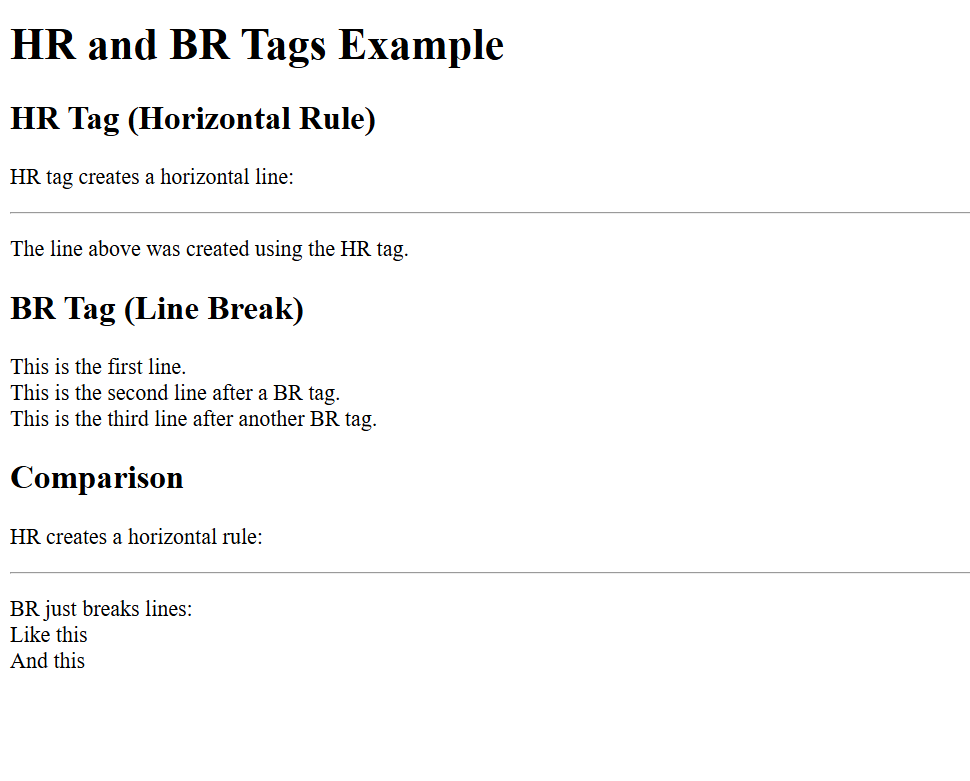 HR and BR Tags Example
HR Tag (Horizontal Rule)
HR tag creates a horizontal line:
The line above was created using the HR tag.
BR Tag (Line Break)
This is the first line.
This is the second line after a BR tag.
This is the third line after another BR tag.
Comparison
HR creates a horizontal rule:
BR just breaks lines:
Like this
And this